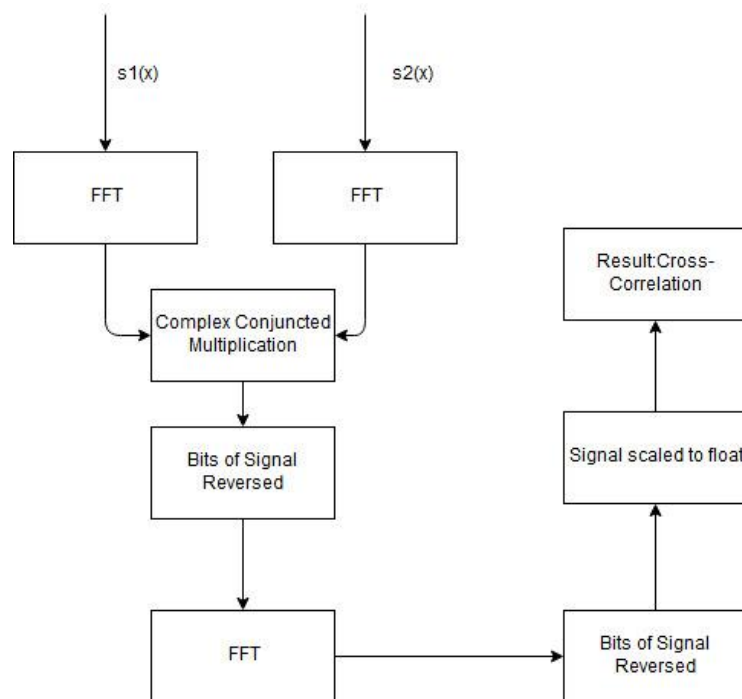 s1(x)
s2(x)
FFT
FFT
Complex Conjuncted
Multiplication
Bits of Signal
Reversed
FFT
Bits of Signal
Reversed
Signal scaled to float
Result:Cross-
Correlation